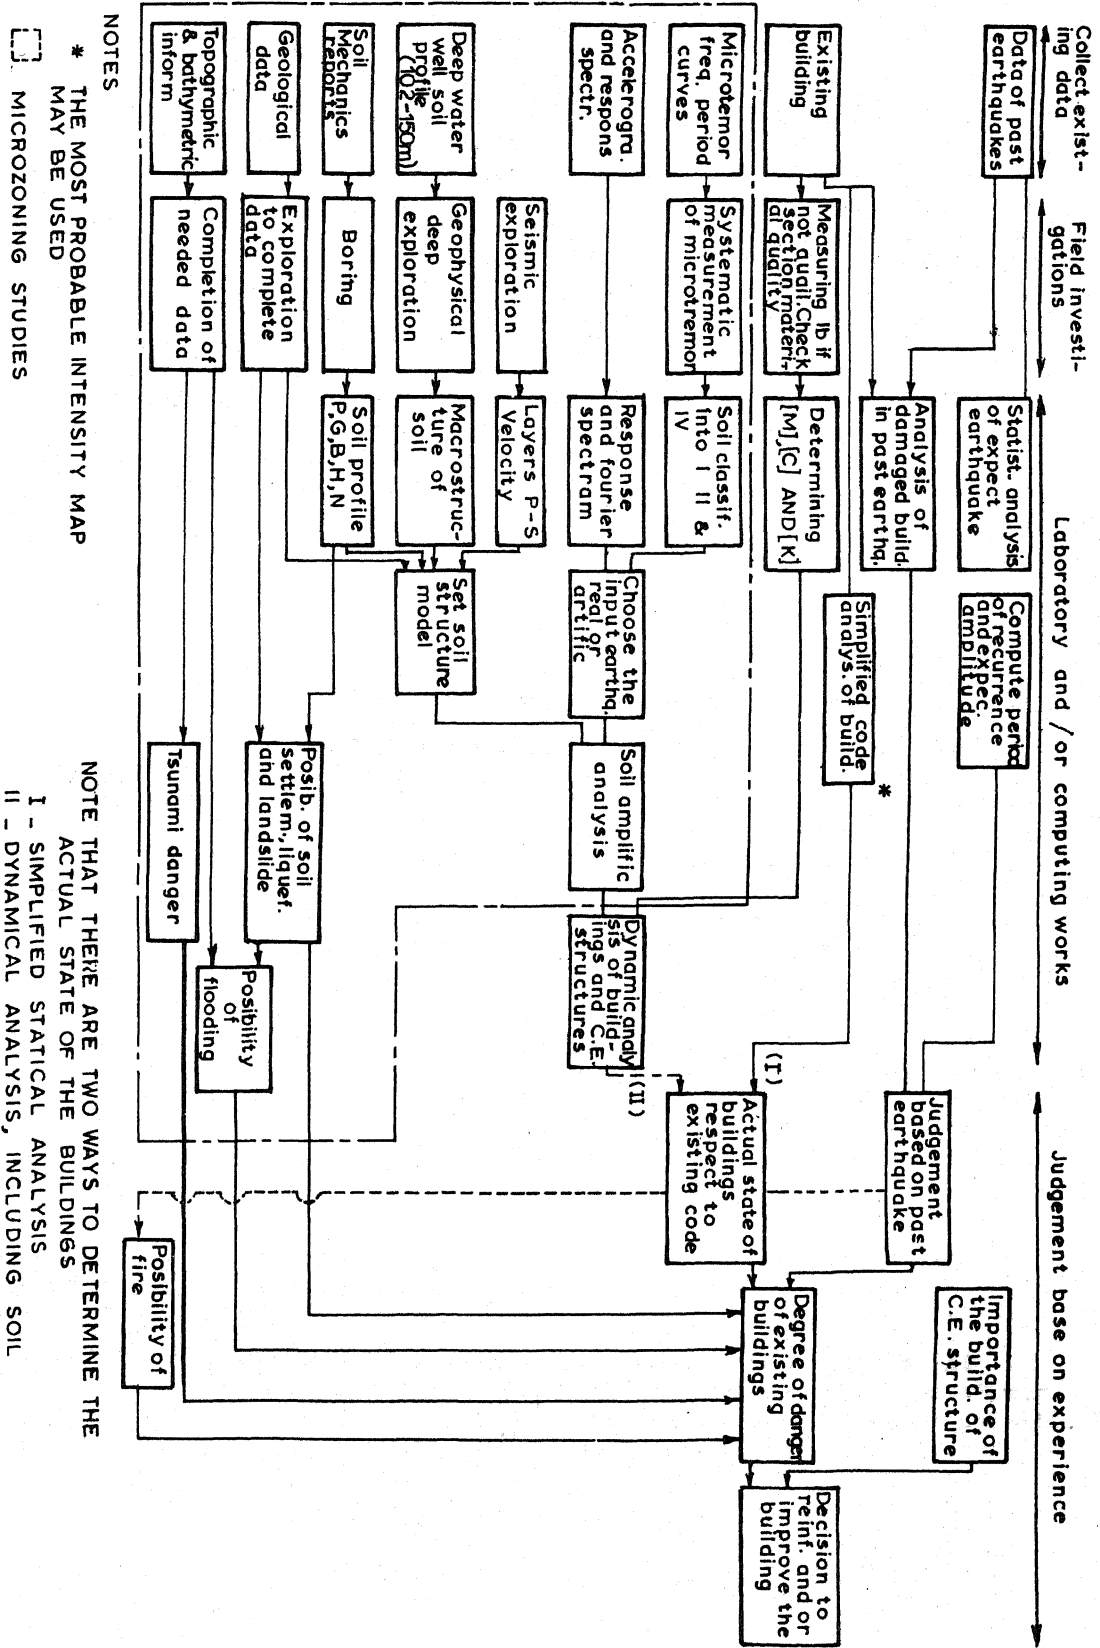 Collect.exist-
ing data
Field investi-
gations
Laboratory and /or computing works
Judgement base on experience
Data of past
earthquakes
Statist. analysis
of expect
earthquake
Compute period
of recurrence
and expec.
amplitude
Importance of
the build. of
C.E. structure
Analysis of
damaged build.
in past earthq.
Judgement
based on past
earthquake
Existing
building
Measuring Ib if
not quail.Check
section materi-
al quality
Determining
[M],[C] AND [K]
Simplified code
analys. of build.
*
(I)
Actual state of
buildings
respect to
existing code
Degree of danger
of existing
buildings
Decision to
reinf. and or
improve the
building
Microtemor
freq. period
curves
Systematic
measurement
of microtremor
Soil classif.
Into I II &
IV
Accelerogra.
and respons
spectr.
Response
and fourier
spectram
Choose the
input earthq.
real or
artific
Soil amplific
analysis
Dynamic analy
sis of build-
ings and C.E.
structures
(II)
Seismic
exploration
Layers P-S
Velocity
Deep water
well soil
profile
(102-150m)
Geophysical
deep
exploration
Macrostruc-
ture of
soil
Set soil
structure
model
Soil
Mechanics
reports
Boring
Soil profile
P,G,B,H,N
Geological
data
Exploration
to complete
data
Posib. of soil
settlem., liquef.
and landslide
Posibility
of
flooding
Topographic
& bathymetric
inform
Completion of
needed data
Tsunami danger
Posibility of
fire
NOTES
* THE MOST PROBABLE INTENSITY MAP
MAY BE USED
MICROZONING STUDIES
NOTE THAT THERE ARE TWO WAYS TO DETERMINE THE
ACTUAL STATE OF THE BUILDINGS
I - SIMPLIFIED STATICAL ANALYSIS
II - DYNAMICAL ANALYSIS, INCLUDING SOIL